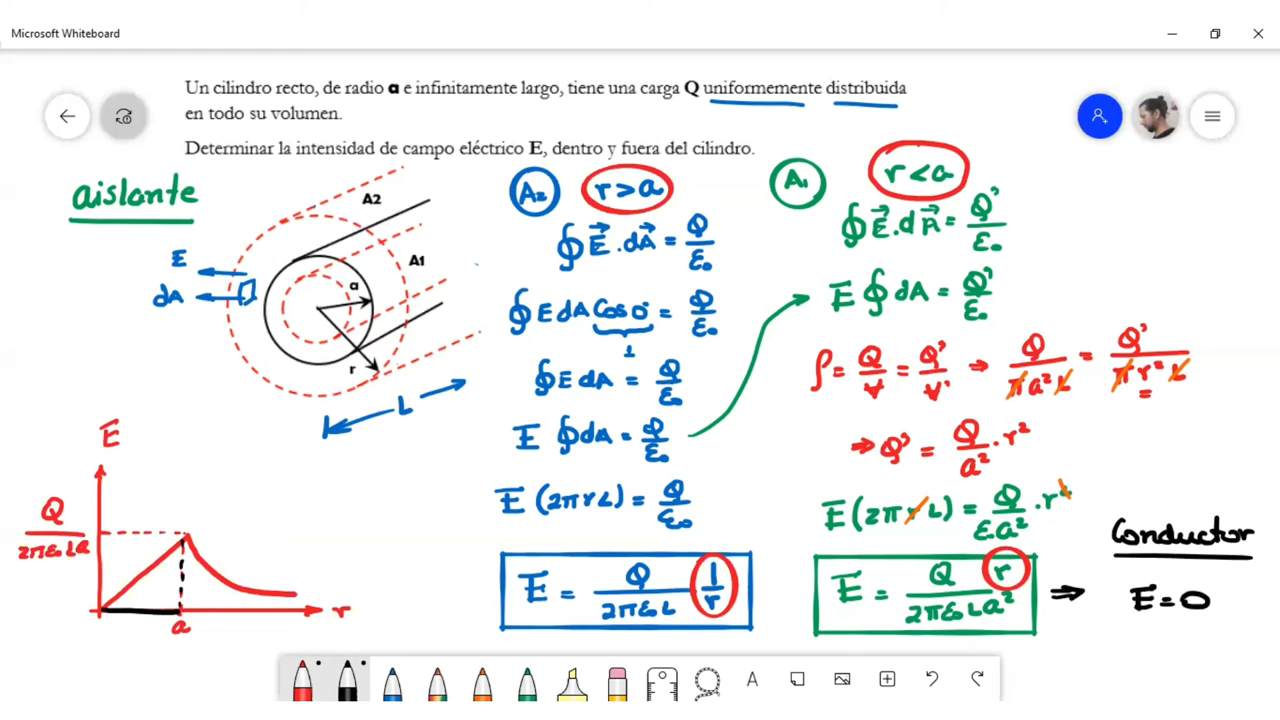 Microsoft Whiteboard
Un cilindro recto, de radio a e infinitamente largo, tiene una carga Q uniformemente distribuida
en todo su volumen.
Determinar la intensidad de campo eléctrico E, dentro y fuera del cilindro.
aislante
A2
A1
a
r
E
dA
L
E
Q
2πε₀La
a
r
A₂ r>a
∮E⃗.dA⃗ = Q/ε₀
∮E dA Cos 0° = Q/ε₀
1
∮E dA = Q/ε₀
E ∮dA = Q/ε₀
E (2πrL) = Q/ε₀
E = Q/2πε₀L 1/r
A₁ r<a
∮E⃗.dA⃗ = Q'/ε₀
E ∮dA = Q'/ε₀
ρ = Q/V = Q'/V' → Q/πa²L = Q'/πr²L
⇒ Q' = Q/a² . r²
E (2πrL) = Q/εa² . r²
E = Q r/2πε₀La² ⇒
Conductor
E=0
A